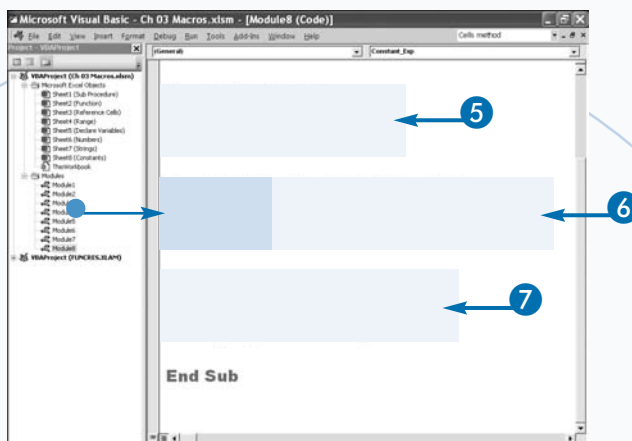 Microsoft Visual Basic - Ch 03 Macros.xlsm - [Module8 (Code)]
File Edit View Insert Format Debug Run Tools Add-Ins Window Help
Cells method
Project - VBAProject
(General)
Constant_Exp
VBAProject (Ch 03 Macros.xlsm)
Microsoft Excel Objects
Sheet1 (Sub Procedure)
Sheet2 (Function)
Sheet3 (Reference Cells)
Sheet4 (Range)
Sheet5 (Declare Variables)
Sheet6 (Numbers)
Sheet7 (Strings)
Sheet8 (Constants)
ThisWorkbook
Modules
Module1
Module2
Module5
Module6
Module7
Module8
VBAProject (FUNCRES.XLAM)
5
6
7
End Sub